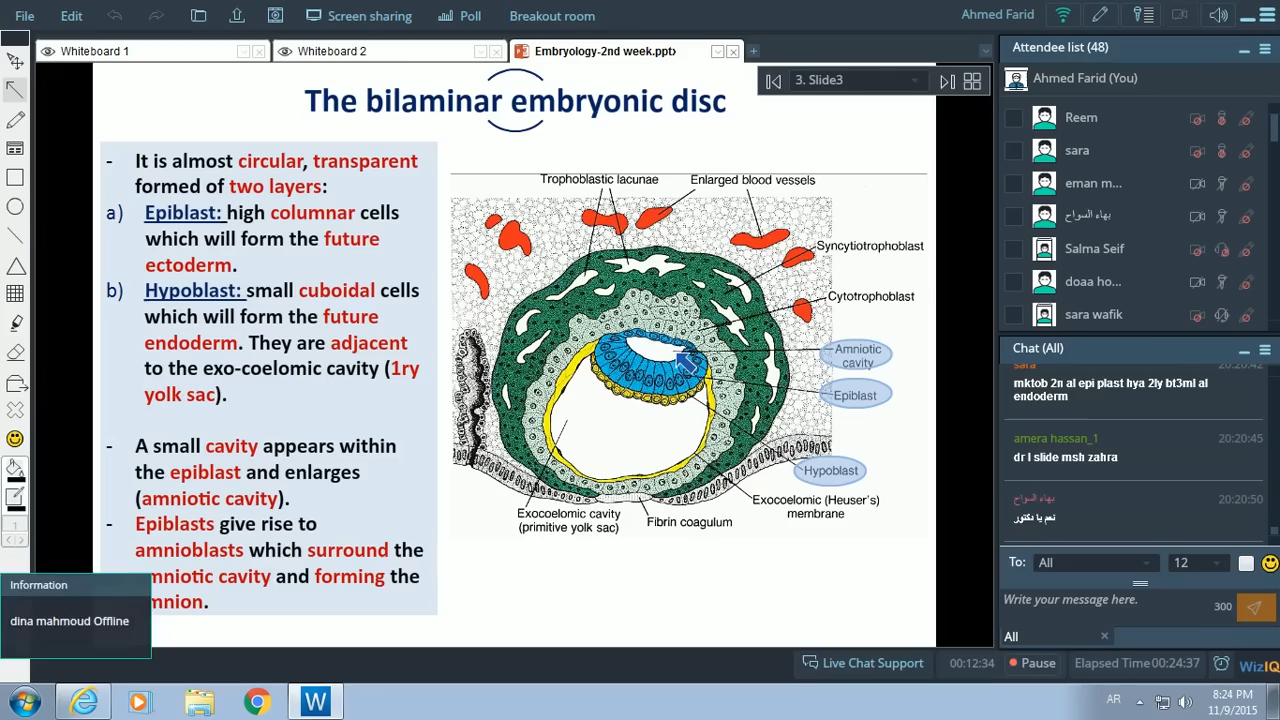 File
Edit
Screen sharing
Poll
Breakout room
Ahmed Farid
Whiteboard 1
Whiteboard 2
Embryology-2nd week.ppt>
3. Slide3
The bilaminar embryonic disc
- It is almost circular, transparent
formed of two layers:
a) Epiblast: high columnar cells
which will form the future
ectoderm.
b) Hypoblast: small cuboidal cells
which will form the future
endoderm. They are adjacent
to the exo-coelomic cavity (1ry
yolk sac).
- A small cavity appears within
the epiblast and enlarges
(amniotic cavity).
- Epiblasts give rise to
amnioblasts which surround the
mniotic cavity and forming the
mnion.
Trophoblastic lacunae
Enlarged blood vessels
Syncytiotrophoblast
Cytotrophoblast
Amniotic
cavity
Epiblast
Hypoblast
Exocoelomic (Heuser's)
membrane
Fibrin coagulum
Exocoelomic cavity
(primitive yolk sac)
Information
dina mahmoud Offline
Attendee list (48)
Ahmed Farid (You)
Reem
sara
eman m...
بهاء السواح
Salma Seif
doaa ho...
sara wafik
Chat (All)
sara 20:20:42
mktob 2n al epi plast hya 2ly bt3ml al
endoderm
amera hassan_1 20:20:45
dr l slide msh zahra
بهاء السواح 20:20:50
نعم يا دكتور
To: All 12
Write your message here. 300
All
Live Chat Support
00:12:34
Pause
Elapsed Time 00:24:37
WizIQ
AR
8:24 PM
11/9/2015